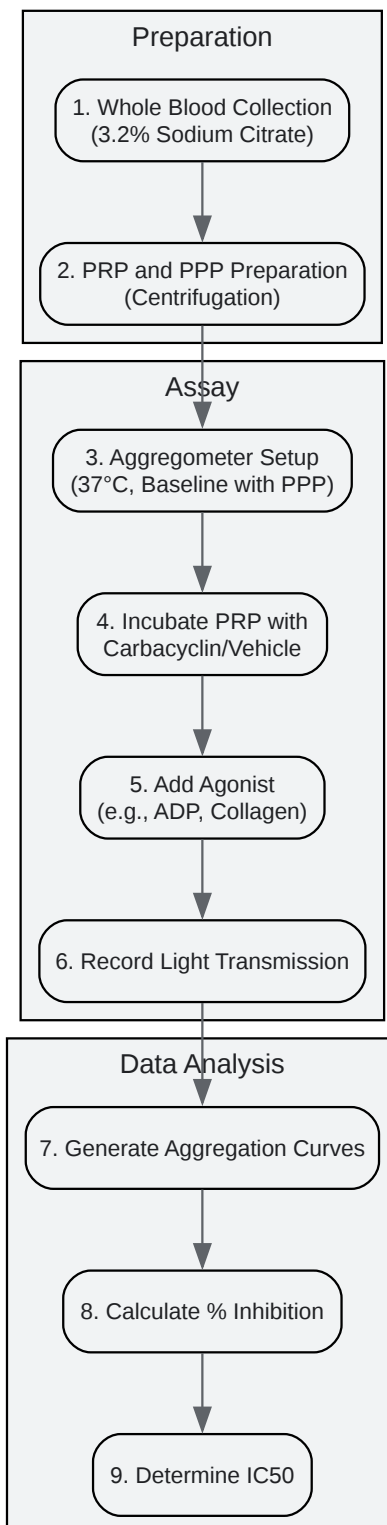 Preparation
1. Whole Blood Collection
(3.2% Sodium Citrate)
2. PRP and PPP Preparation
(Centrifugation)
Assay
3. Aggregometer Setup
(37°C, Baseline with PPP)
4. Incubate PRP with
Carbacyclin/Vehicle
5. Add Agonist
(e.g., ADP, Collagen)
6. Record Light Transmission
Data Analysis
7. Generate Aggregation Curves
8. Calculate % Inhibition
9. Determine IC50